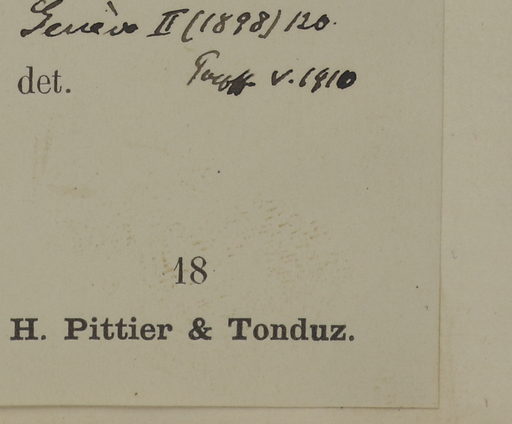 Genève II (1898) 120.
det. V.1910
18
H. Pittier & Tonduz.